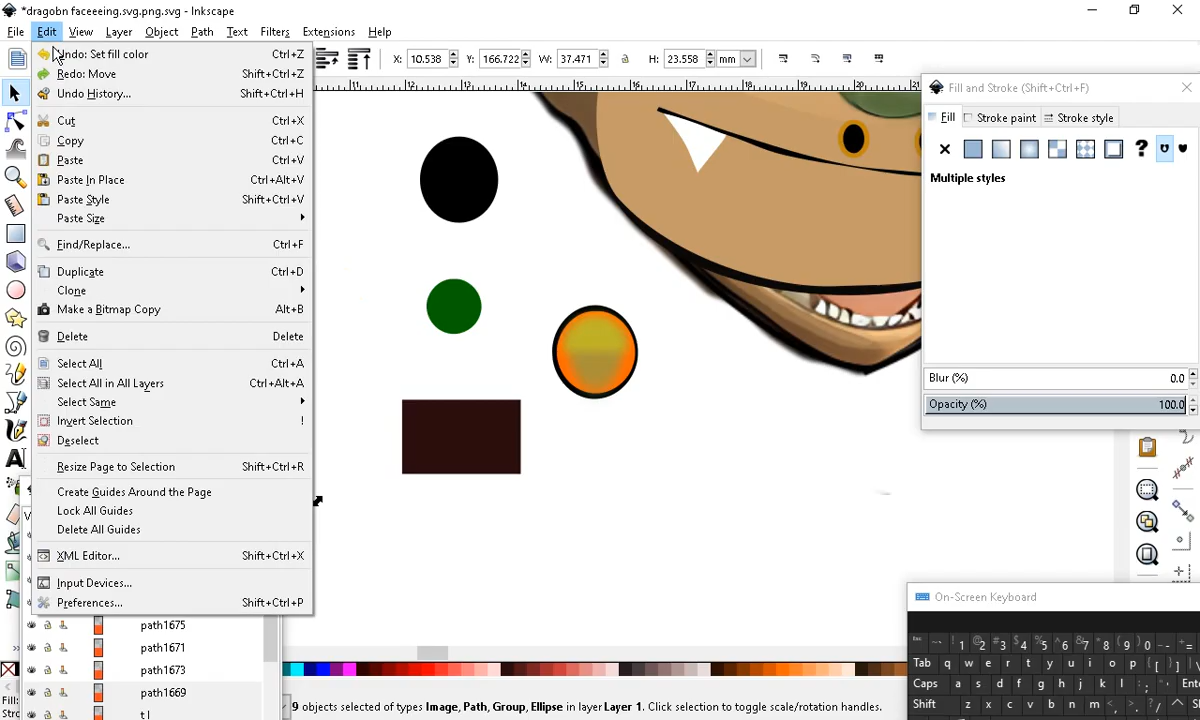 *dragobn faceeeing.svg.png.svg - Inkscape
File Edit View Layer Object Path Text Filters Extensions Help
Undo: Set fill color Ctrl+Z
Redo: Move Shift+Ctrl+Z
Undo History... Shift+Ctrl+H
Cut Ctrl+X
Copy Ctrl+C
Paste Ctrl+V
Paste In Place Ctrl+Alt+V
Paste Style Shift+Ctrl+V
Paste Size
Find/Replace... Ctrl+F
Duplicate Ctrl+D
Clone
Make a Bitmap Copy Alt+B
Delete Delete
Select All Ctrl+A
Select All in All Layers Ctrl+Alt+A
Select Same
Invert Selection !
Deselect
Resize Page to Selection Shift+Ctrl+R
Create Guides Around the Page
Lock All Guides
Delete All Guides
XML Editor... Shift+Ctrl+X
Input Devices...
Preferences... Shift+Ctrl+P
X: 10.538 Y: 166.722 W: 37.471 H: 23.558 mm
Fill and Stroke (Shift+Ctrl+F)
Fill Stroke paint Stroke style
Multiple styles
Blur (%) 0.0
Opacity (%) 100.0
path1675
path1671
path1673
path1669
Fill:
9 objects selected of types Image, Path, Group, Ellipse in layer Layer 1. Click selection to toggle scale/rotation handles.
On-Screen Keyboard
Tab q w e r t y u i o p
Caps a s d f g h j k l
Shift z x c v b n m